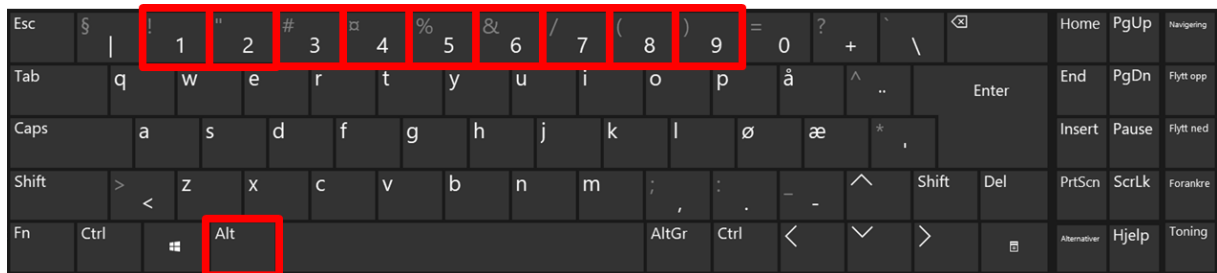 Esc § | ! 1 " 2 # 3 ¤ 4 % 5 & 6 / 7 ( 8 ) 9 = 0 ? + ` \ Home PgUp Navigering
Tab q w e r t y u i o p å ^ ¨ Enter End PgDn Flytt opp
Caps a s d f g h j k l ø æ * ' Insert Pause Flytt ned
Shift > < z x c v b n m ; , : . _ - Shift Del PrtScn ScrLk Forankre
Fn Ctrl Alt AltGr Ctrl Alternativer Hjelp Toning